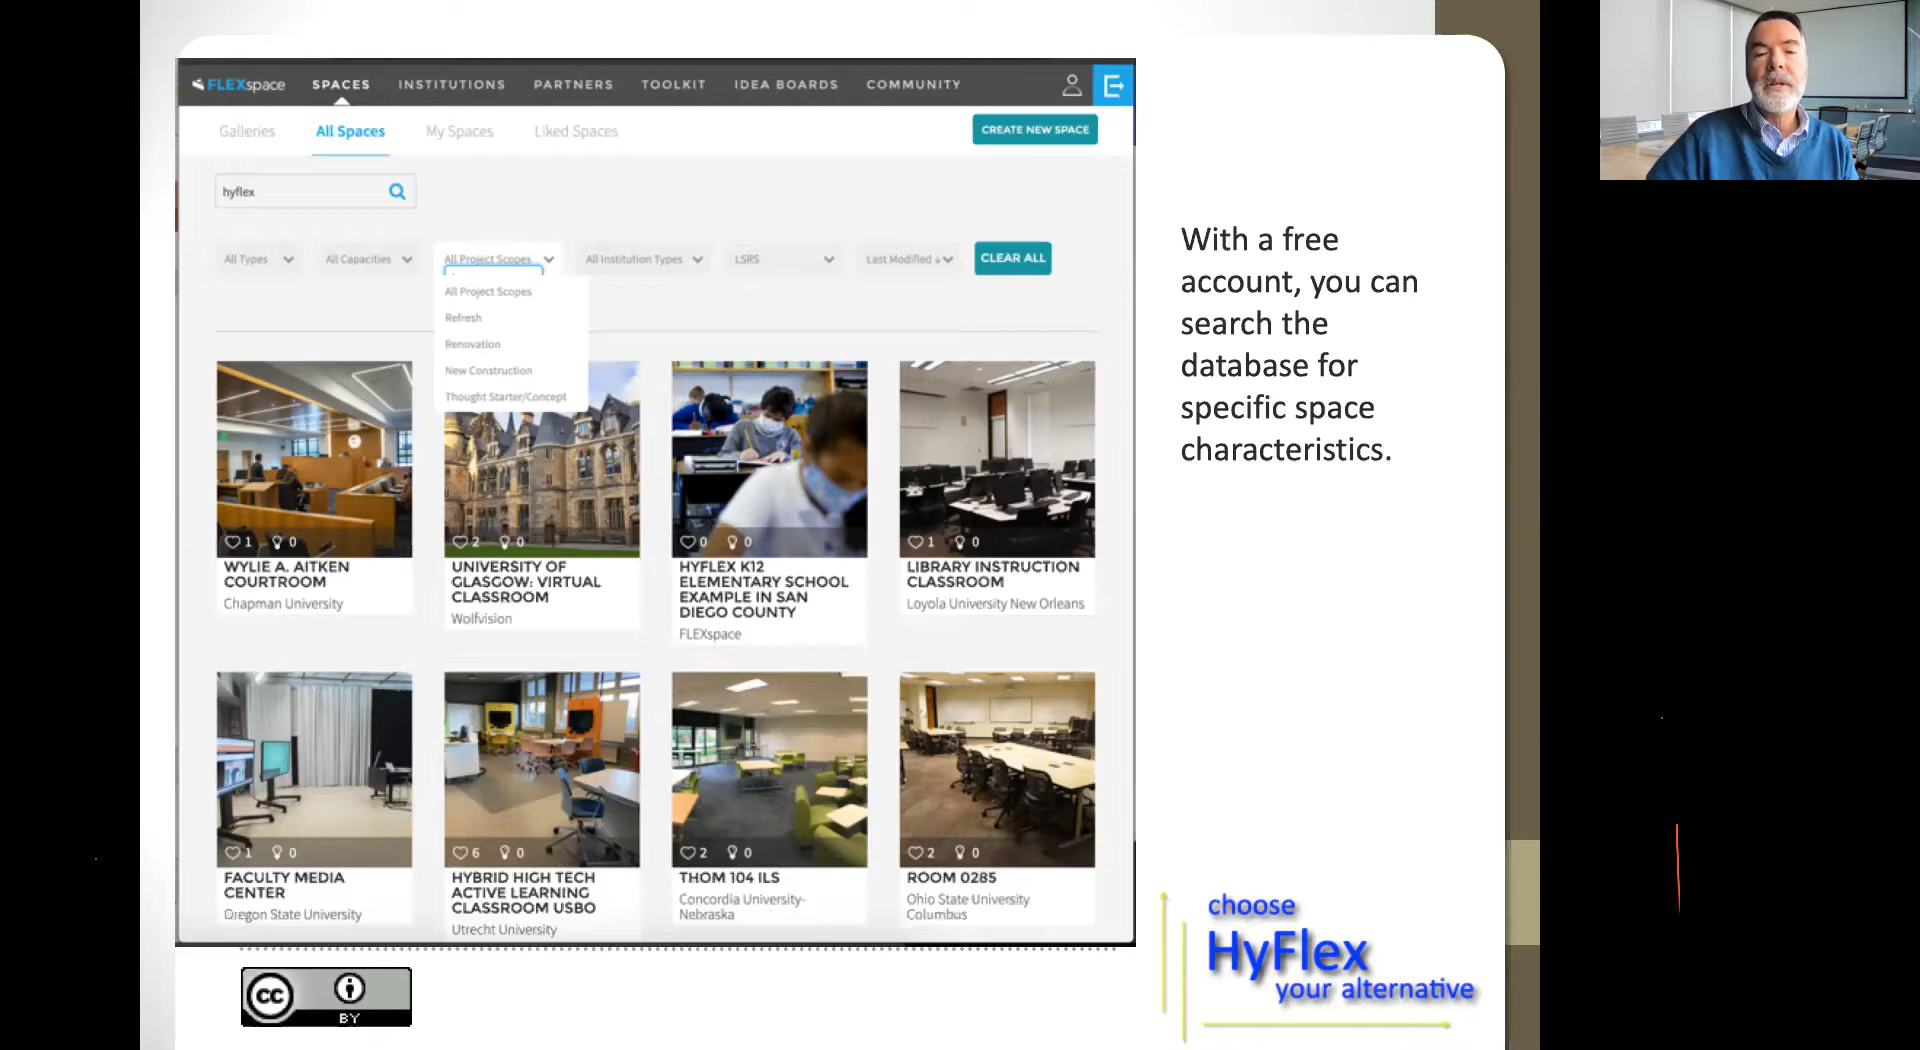 FLEXspace
SPACES
INSTITUTIONS
PARTNERS
TOOLKIT
IDEA BOARDS
COMMUNITY
Galleries
All Spaces
My Spaces
Liked Spaces
CREATE NEW SPACE
hyflex
All Types
All Capacities
All Project Scopes
All Institution Types
LSRS
Last Modified ↓
CLEAR ALL
All Project Scopes
Refresh
Renovation
New Construction
Thought Starter/Concept
1 0
WYLIE A. AITKEN
COURTROOM
Chapman University
2 0
UNIVERSITY OF
GLASGOW: VIRTUAL
CLASSROOM
Wolfvision
0 0
HYFLEX K12
ELEMENTARY SCHOOL
EXAMPLE IN SAN
DIEGO COUNTY
FLEXspace
1 0
LIBRARY INSTRUCTION
CLASSROOM
Loyola University New Orleans
1 0
FACULTY MEDIA
CENTER
Oregon State University
6 0
HYBRID HIGH TECH
ACTIVE LEARNING
CLASSROOM USBO
Utrecht University
2 0
THOM 104 ILS
Concordia University-
Nebraska
2 0
ROOM 0285
Ohio State University
Columbus
With a free
account, you can
search the
database for
specific space
characteristics.
cc
BY
choose
HyFlex
your alternative